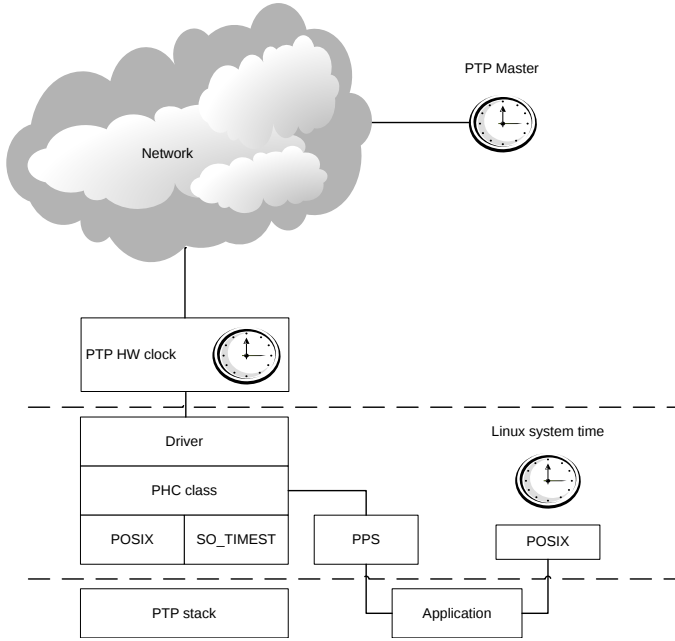 PTP Master
Network
PTP HW clock
Driver
Linux system time
PHC class
POSIX
SO_TIMEST
PPS
POSIX
PTP stack
Application